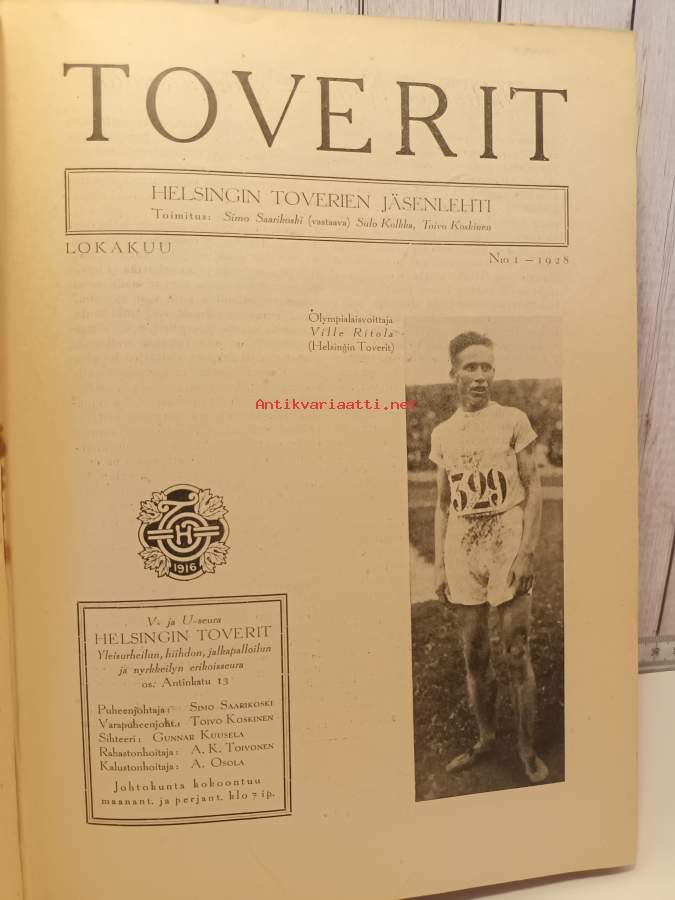 TOVERIT
HELSINGIN TOVERIEN JÄSENLEHTI
Toimitus: Simo Saarikoski (vastaava) Sulo Kolkka, Toivo Koskinen
LOKAKUU
N:o 1 – 1928
Olympialaisvoittaja
Ville Ritola
(Helsingin Toverit)
Antikvariaatti.net
329
H
1916
V- ja U-seura
HELSINGIN TOVERIT
Yleisurheilun, hiihdon, jalkapalloilun
ja nyrkkeilyn erikoisseura
os. Antinkatu 13
Puheenjohtaja: SIMO SAARIKOSKI
Varapuheenjoht.: TOIVO KOSKINEN
Sihteeri: GUNNAR KUUSELA
Rahastonhoitaja: A. K. TOIVONEN
Kalustonhoitaja: A. OSOLA
Johtokunta kokoontuu
maanant. ja perjant. klo 7 ip.